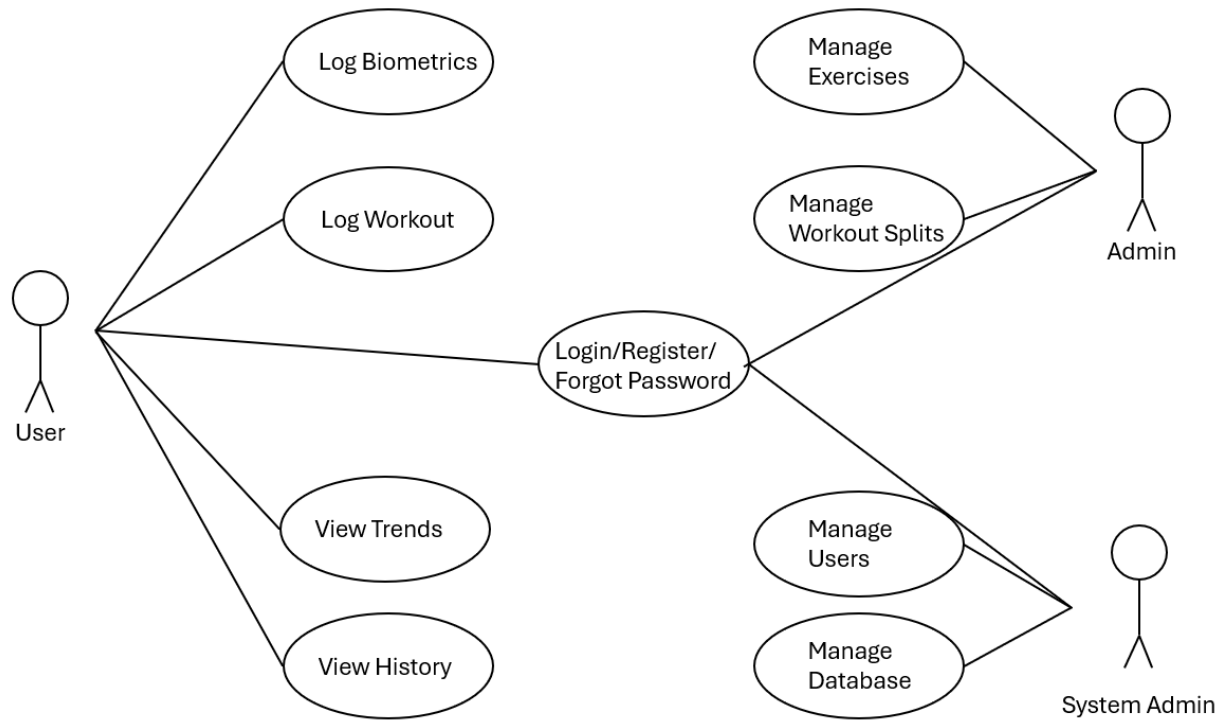 Log Biometrics
Manage
Exercises
Log Workout
Manage
Workout Splits
Admin
Login/Register/
Forgot Password
User
View Trends
Manage
Users
View History
Manage
Database
System Admin